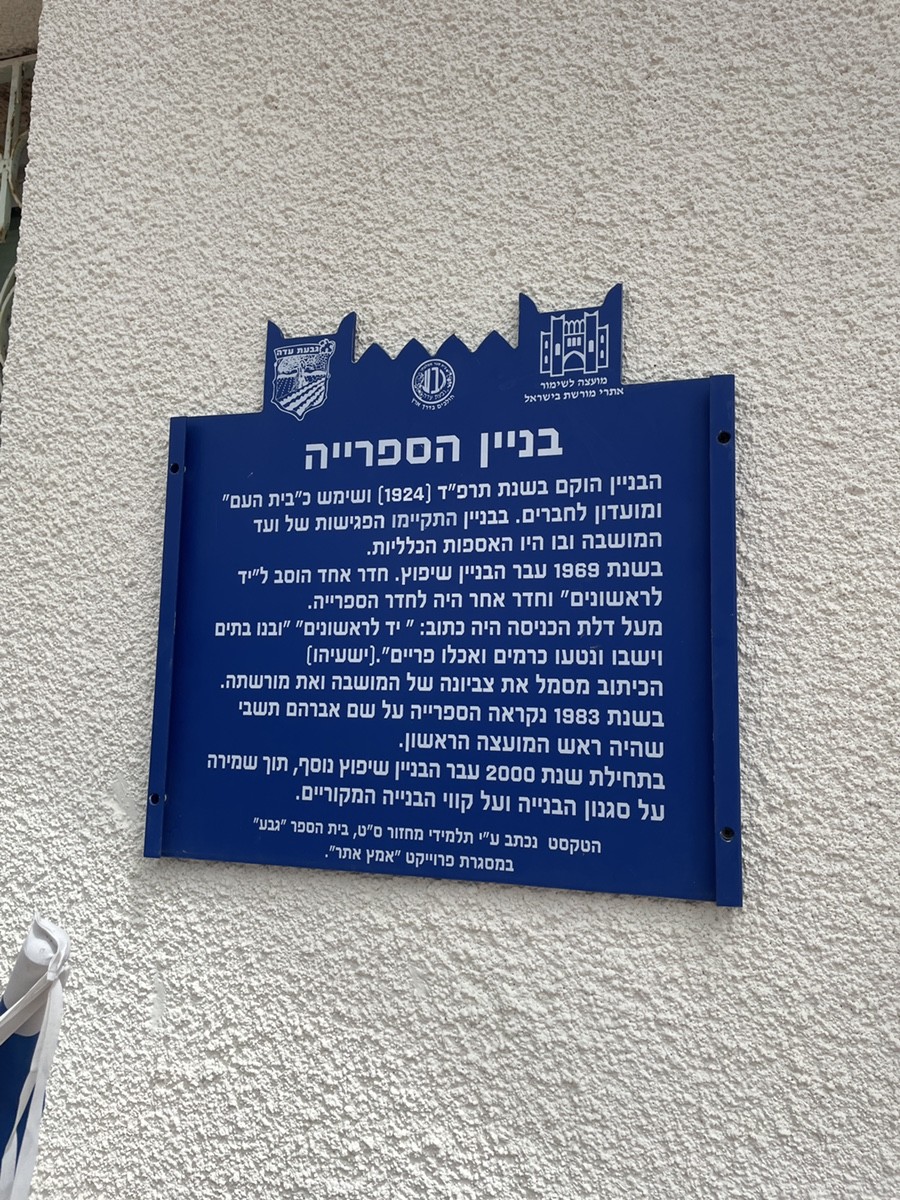 גבעת עדה
מועצה לשימור
אתרי מורשת בישראל
בניין הספרייה
הבניין הוקם בשנת תרפ"ד (1924) ושימש כ"בית העם"
ומועדון לחברים. בבניין התקיימו הפגישות של ועד
המושבה ובו היו האספות הכלליות.
בשנת 1969 עבר הבניין שיפוץ. חדר אחד הוסב ל"יד
לראשונים" וחדר אחר היה לחדר הספרייה.
מעל דלת הכניסה היה כתוב: " יד לראשונים" "ובנו בתים
וישבו ונטעו כרמים ואכלו פריים".(ישעיהו)
הכיתוב מסמל את צביונה של המושבה ואת מורשתה.
בשנת 1983 נקראה הספרייה על שם אברהם תשבי
שהיה ראש המועצה הראשון.
בתחילת שנת 2000 עבר הבניין שיפוץ נוסף, תוך שמירה
על סגנון הבנייה ועל קווי הבנייה המקוריים.
הטקסט נכתב ע"י תלמידי מחזור ס"ט, בית הספר "גבע"
במסגרת פרוייקט "אמץ אתר".